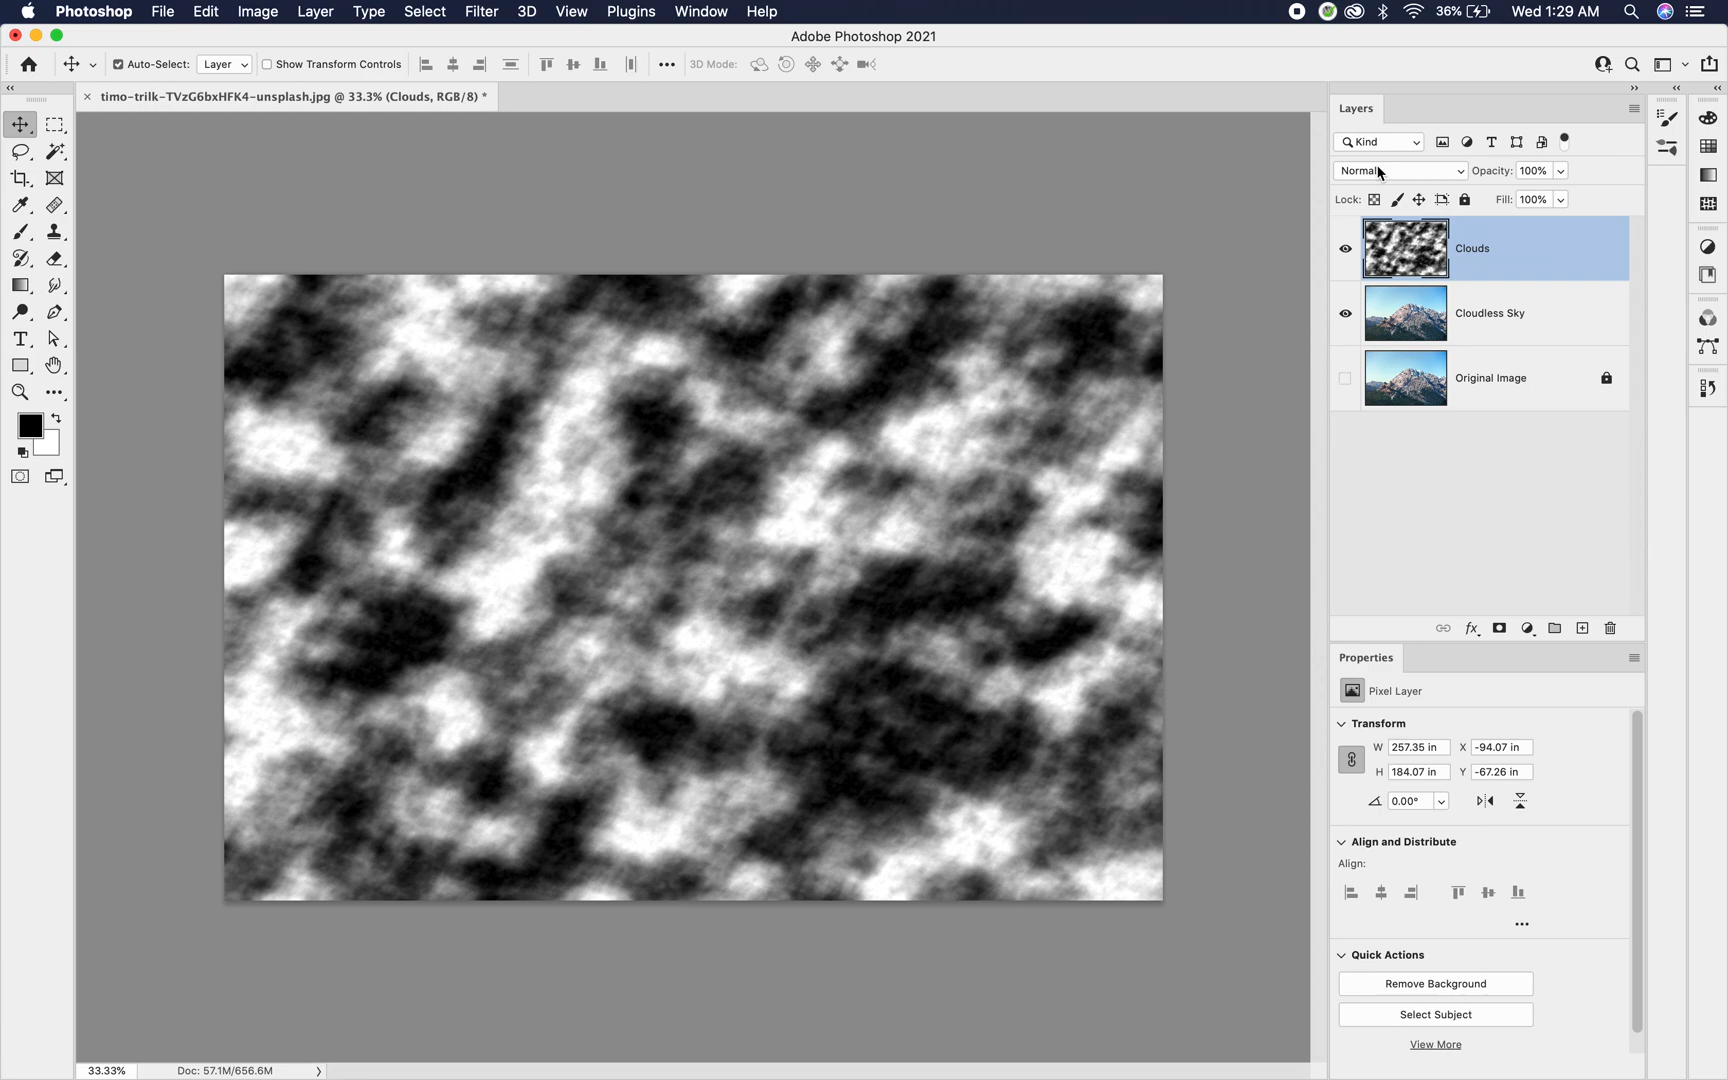 Photoshop File Edit Image Layer Type Select Filter 3D View Plugins Window Help 36% Wed 1:29 AM
Adobe Photoshop 2021
Auto-Select: Layer Show Transform Controls 3D Mode:
timo-trilk-TVzG6bxHFK4-unsplash.jpg @ 33.3% (Clouds, RGB/8) *
Layers
Kind
Normal Opacity: 100%
Lock: Fill: 100%
Clouds
Cloudless Sky
Original Image
fx
Properties
Pixel Layer
Transform
W 257.35 in X -94.07 in
H 184.07 in Y -67.26 in
0.00°
Align and Distribute
Align:
Quick Actions
Remove Background
Select Subject
View More
33.33% Doc: 57.1M/656.6M